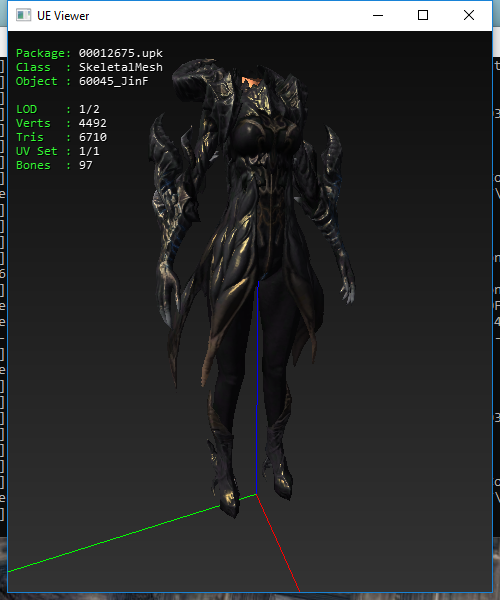 UE Viewer
Package: 00012675.upk
Class : SkeletalMesh
Object : 60045_JinF
LOD : 1/2
Verts : 4492
Tris : 6710
UV Set : 1/1
Bones : 97